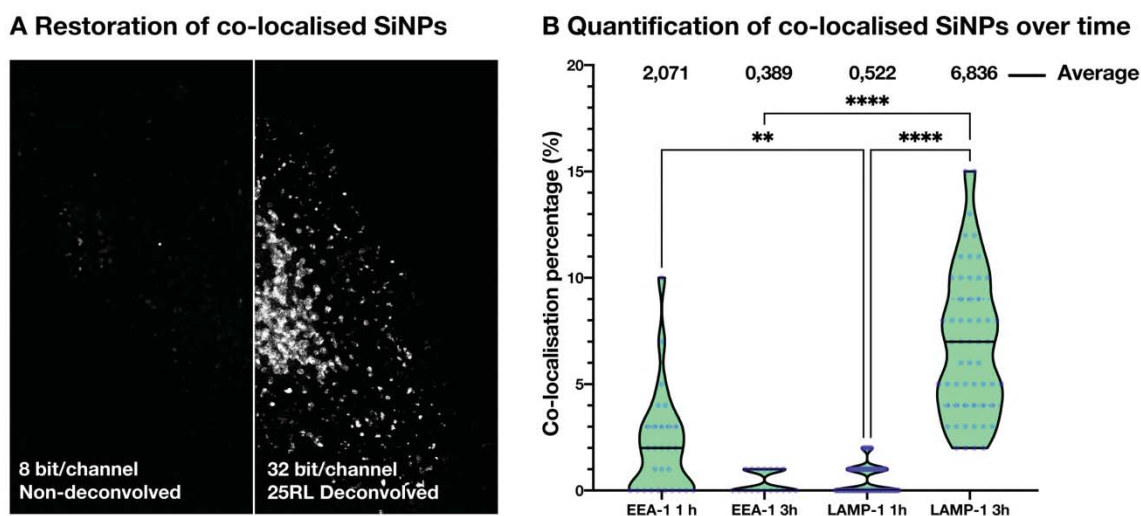 A Restoration of co-localised SiNPs
8 bit/channel
Non-deconvolved
32 bit/channel
25RL Deconvolved
B Quantification of co-localised SiNPs over time
2,071 0,389 0,522 6,836 Average
****
** ****
Co-localisation percentage (%)
20
15
10
5
0
EEA-1 1 h EEA-1 3h LAMP-1 1h LAMP-1 3h